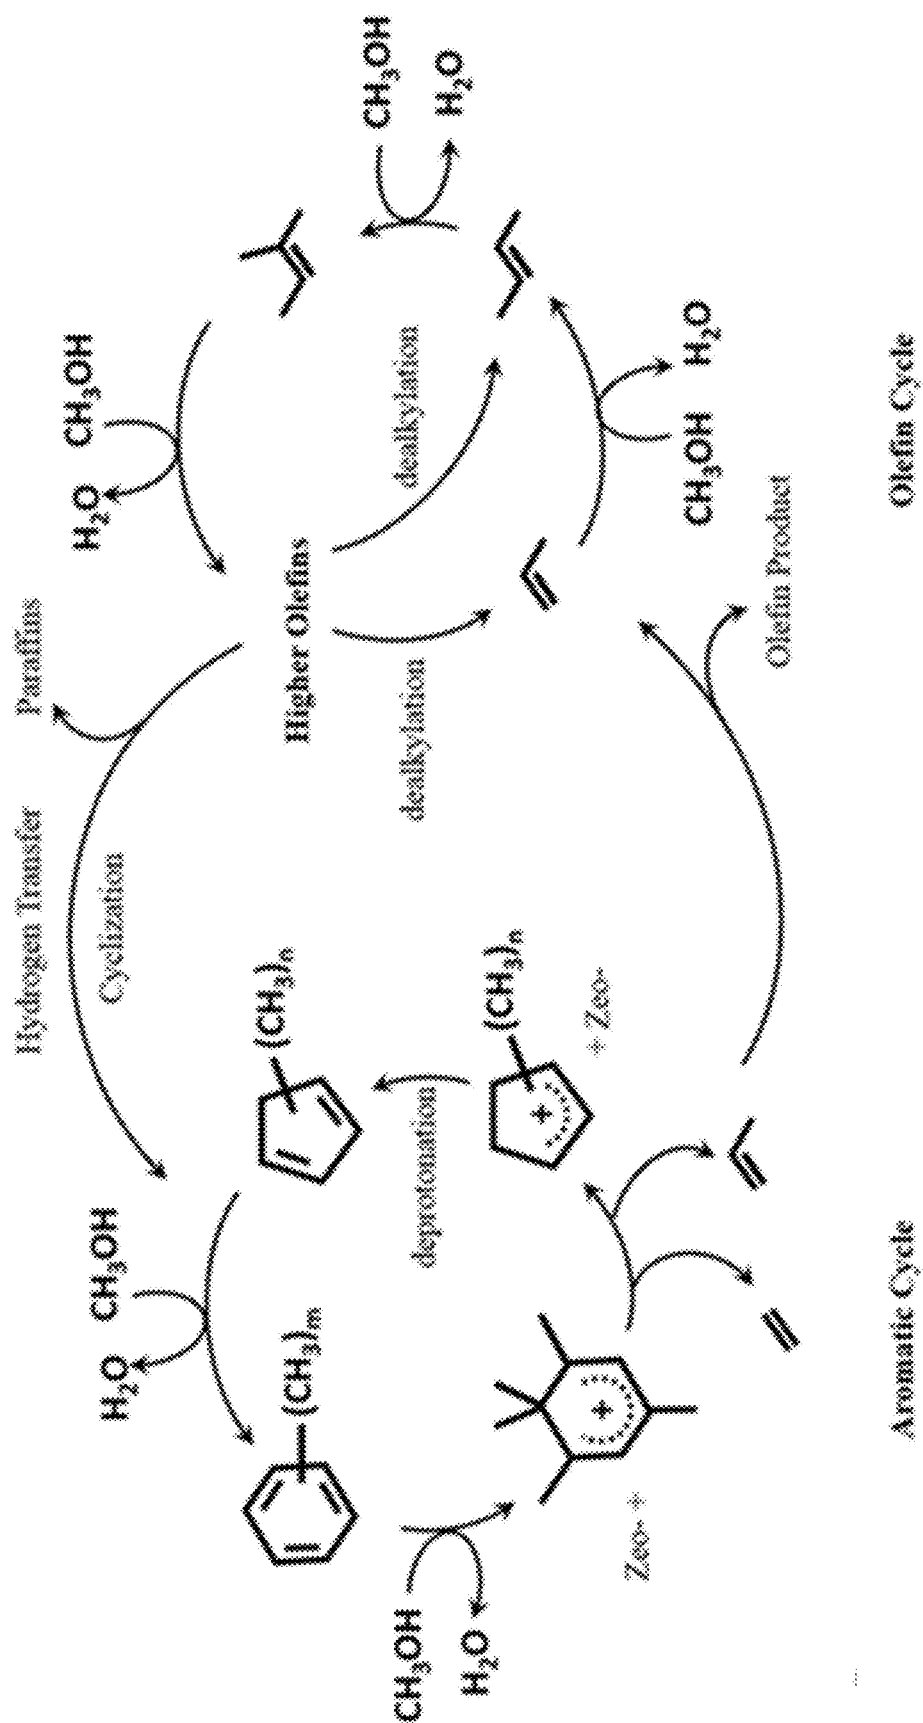 Hydrogen Transfer
Paraffins
Cyclization
H₂O
CH₃OH
H₂O
CH₃OH
(CH₃)ₘ
(CH₃)ₙ
Higher Olefins
CH₃OH
H₂O
deprotonation
dealkylation
dealkylation
CH₃OH
H₂O
+
(CH₃)ₙ
+
Zeo- +
+ Zeo-
CH₃OH
H₂O
Olefin Product
Aromatic Cycle
Olefin Cycle